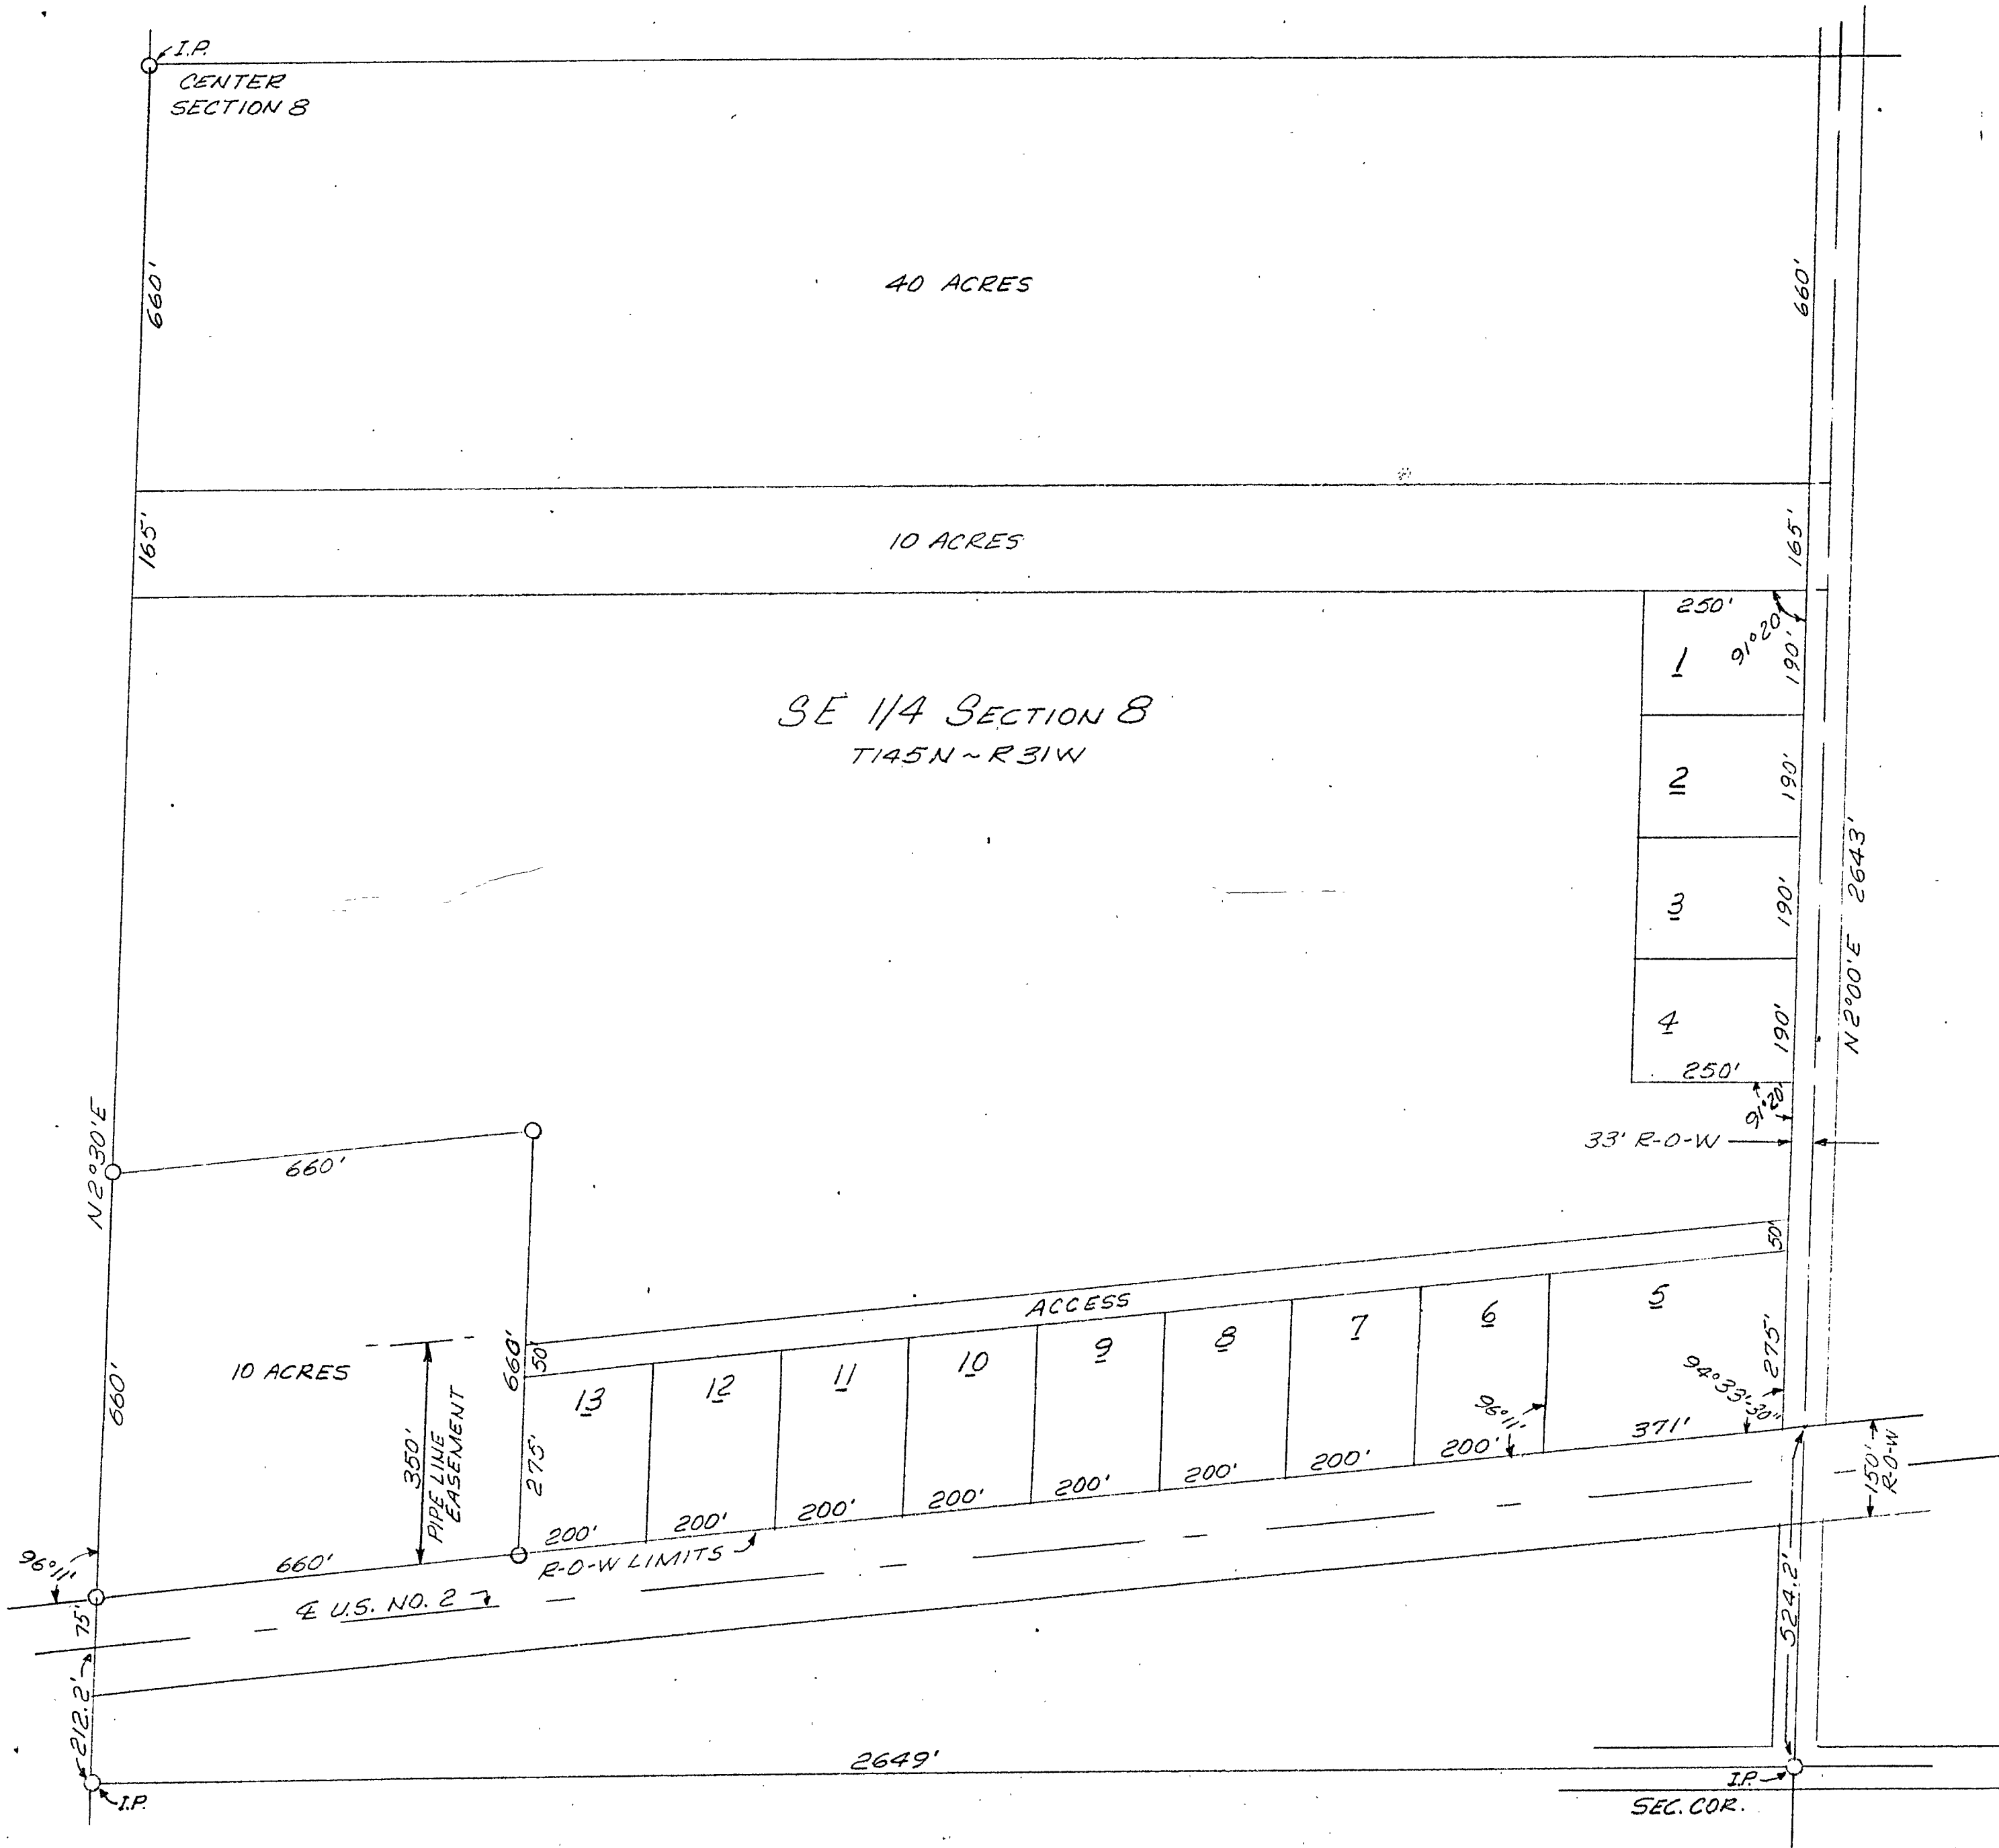 I.P.
CENTER
SECTION 8
660'
40 ACRES
660'
165'
10 ACRES
165'
250'
91°20'
190'
1
SE 1/4 SECTION 8
T145N ~ R31W
2
190'
3
190'
N 2°00'E 2643'
4
190'
250'
91°20'
33' R-O-W
N 2°30'E
660'
50'
ACCESS
660'
50'
10 ACRES
660'
350'
PIPE LINE
EASEMENT
275'
13
12
11
10
9
8
7
6
5
275'
94°33'30"
96°11'
371'
200'
200'
200'
200'
200'
200'
200'
200'
150'
R-O-W
R-O-W LIMITS
660'
96°11'
℄ U.S. NO. 2
75'
212.2'
524.2'
2649'
I.P.
I.P.
SEC. COR.